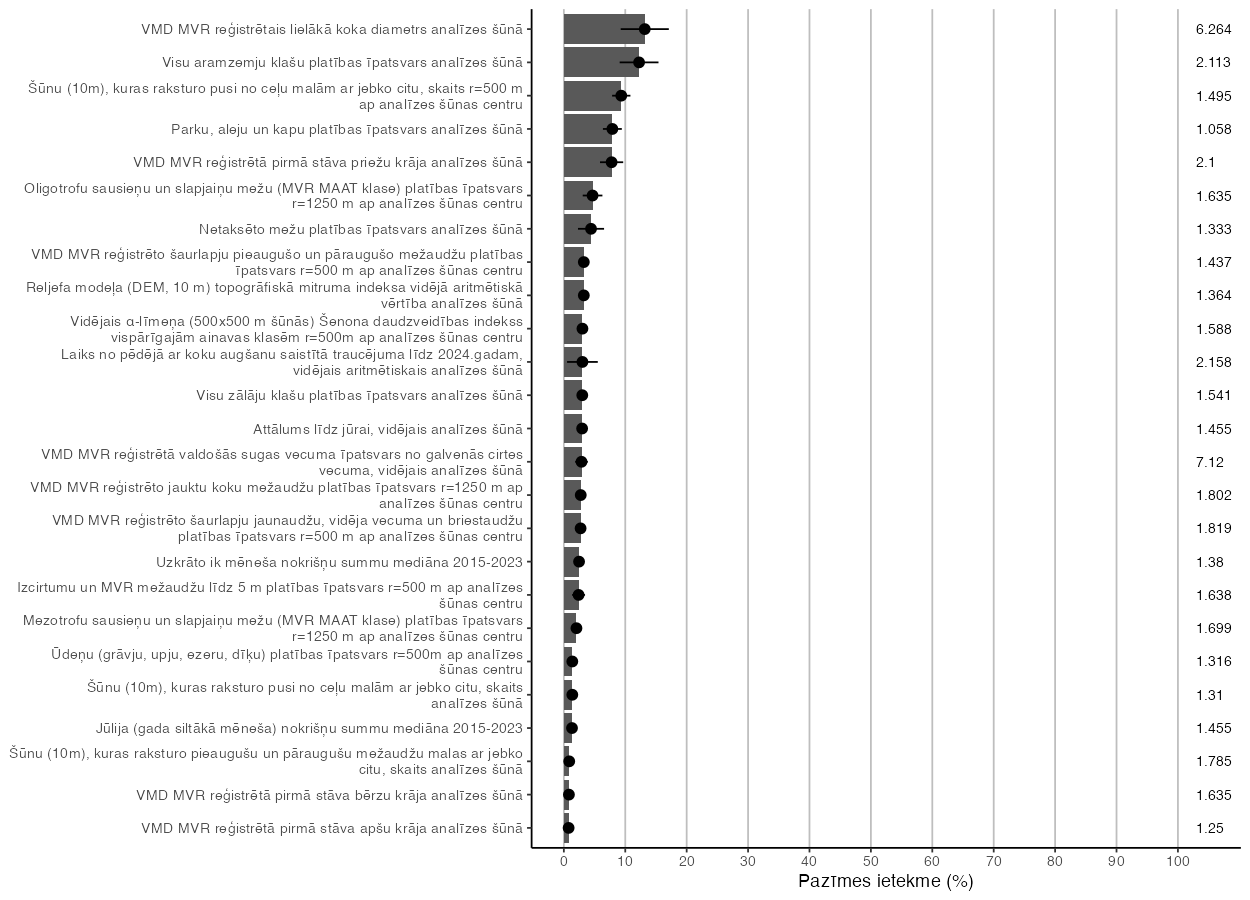 VMD MVR reģistrētais lielākā koka diametrs analīzes šūnā
6.264
Visu aramzemju klašu platības īpatsvars analīzes šūnā
2.113
Šūnu (10m), kuras raksturo pusi no ceļu malām ar jebko citu, skaits r=500 m
ap analīzes šūnas centru
1.495
Parku, aleju un kapu platības īpatsvars analīzes šūnā
1.058
VMD MVR reģistrētā pirmā stāva priežu krāja analīzes šūnā
2.1
Oligotrofu sausieņu un slapjaiņu mežu (MVR MAAT klase) platības īpatsvars
r=1250 m ap analīzes šūnas centru
1.635
Netaksēto mežu platības īpatsvars analīzes šūnā
1.333
VMD MVR reģistrēto šaurlapju pieaugušo un pāraugušo mežaudžu platības
īpatsvars r=500 m ap analīzes šūnas centru
1.437
Reljefa modeļa (DEM, 10 m) topogrāfiskā mitruma indeksa vidējā aritmētiskā
vērtība analīzes šūnā
1.364
Vidējais α-līmeņa (500x500 m šūnās) Šenona daudzveidības indekss
vispārīgajām ainavas klasēm r=500m ap analīzes šūnas centru
1.588
Laiks no pēdējā ar koku augšanu saistītā traucējuma līdz 2024.gadam,
vidējais aritmētiskais analīzes šūnā
2.158
Visu zālāju klašu platības īpatsvars analīzes šūnā
1.541
Attālums līdz jūrai, vidējais analīzes šūnā
1.455
VMD MVR reģistrētā valdošās sugas vecuma īpatsvars no galvenās cirtes
vecuma, vidējais analīzes šūnā
7.12
VMD MVR reģistrēto jauktu koku mežaudžu platības īpatsvars r=1250 m ap
analīzes šūnas centru
1.802
VMD MVR reģistrēto šaurlapju jaunaudžu, vidēja vecuma un briestaudžu
platības īpatsvars r=500 m ap analīzes šūnas centru
1.819
Uzkrāto ik mēneša nokrišņu summu mediāna 2015-2023
1.38
Izcirtumu un MVR mežaudžu līdz 5 m platības īpatsvars r=500 m ap analīzes
šūnas centru
1.638
Mezotrofu sausieņu un slapjaiņu mežu (MVR MAAT klase) platības īpatsvars
r=1250 m ap analīzes šūnas centru
1.699
Ūdeņu (grāvju, upju, ezeru, dīķu) platības īpatsvars r=500m ap analīzes
šūnas centru
1.316
Šūnu (10m), kuras raksturo pusi no ceļu malām ar jebko citu, skaits
analīzes šūnā
1.31
Jūlija (gada siltākā mēneša) nokrišņu summu mediāna 2015-2023
1.455
Šūnu (10m), kuras raksturo pieaugušu un pāraugušu mežaudžu malas ar jebko
citu, skaits analīzes šūnā
1.785
VMD MVR reģistrētā pirmā stāva bērzu krāja analīzes šūnā
1.635
VMD MVR reģistrētā pirmā stāva apšu krāja analīzes šūnā
1.25
0 10 20 30 40 50 60 70 80 90 100
Pazīmes ietekme (%)